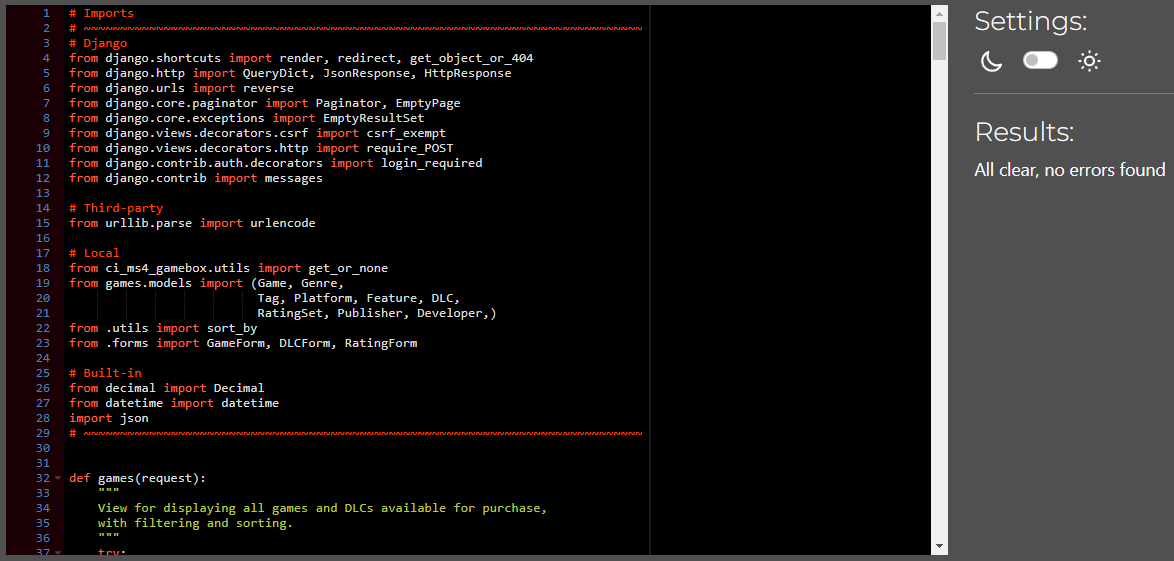 1 # Imports
2 # ~~~~~~~~~~~~~~~~~~~~~~~~~~~~~~~~~~~~~~~~~~~~~~~~~~~~~~~~~~~~~~~~~~~~~~~~~~~~~
3 # Django
4 from django.shortcuts import render, redirect, get_object_or_404
5 from django.http import QueryDict, JsonResponse, HttpResponse
6 from django.urls import reverse
7 from django.core.paginator import Paginator, EmptyPage
8 from django.core.exceptions import EmptyResultSet
9 from django.views.decorators.csrf import csrf_exempt
10 from django.views.decorators.http import require_POST
11 from django.contrib.auth.decorators import login_required
12 from django.contrib import messages
13
14 # Third-party
15 from urllib.parse import urlencode
16
17 # Local
18 from ci_ms4_gamebox.utils import get_or_none
19 from games.models import (Game, Genre,
20                           Tag, Platform, Feature, DLC,
21                           RatingSet, Publisher, Developer,)
22 from .utils import sort_by
23 from .forms import GameForm, DLCForm, RatingForm
24
25 # Built-in
26 from decimal import Decimal
27 from datetime import datetime
28 import json
29 # ~~~~~~~~~~~~~~~~~~~~~~~~~~~~~~~~~~~~~~~~~~~~~~~~~~~~~~~~~~~~~~~~~~~~~~~~~~~~~
30
31
32 def games(request):
33     """
34     View for displaying all games and DLCs available for purchase,
35     with filtering and sorting.
36     """
37     try:
Settings:
Results:
All clear, no errors found